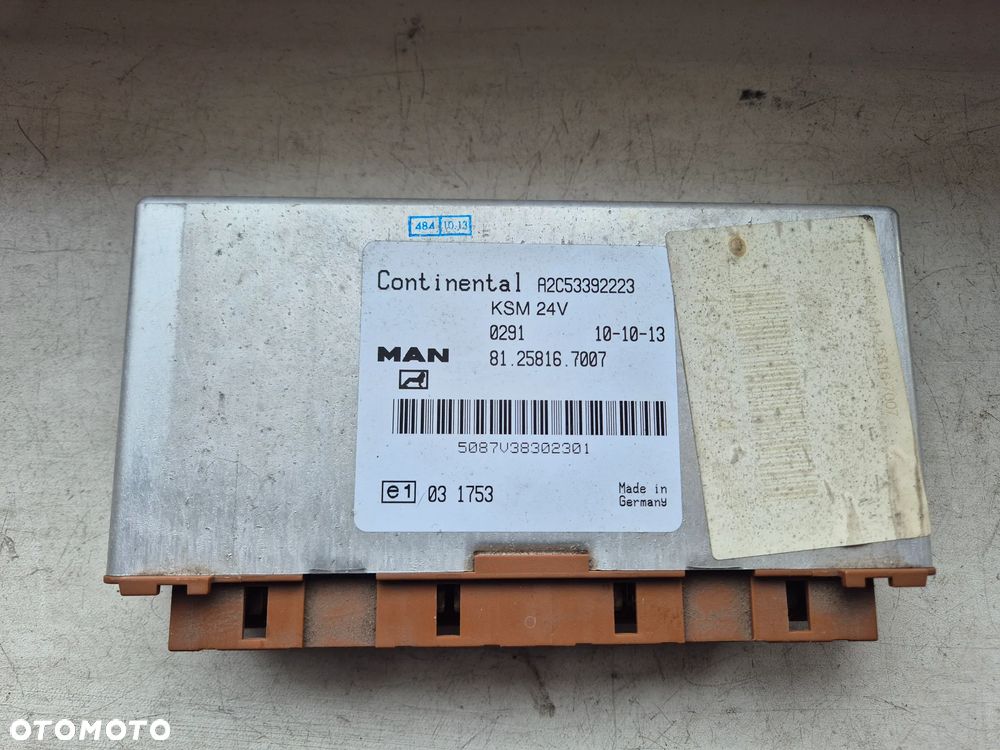 484 10.13
Continental A2C53392223
KSM 24V
0291 10-10-13
MAN 81.25816.7007
5087V38302301
e1 03 1753
Made in
Germany
OTOMOTO